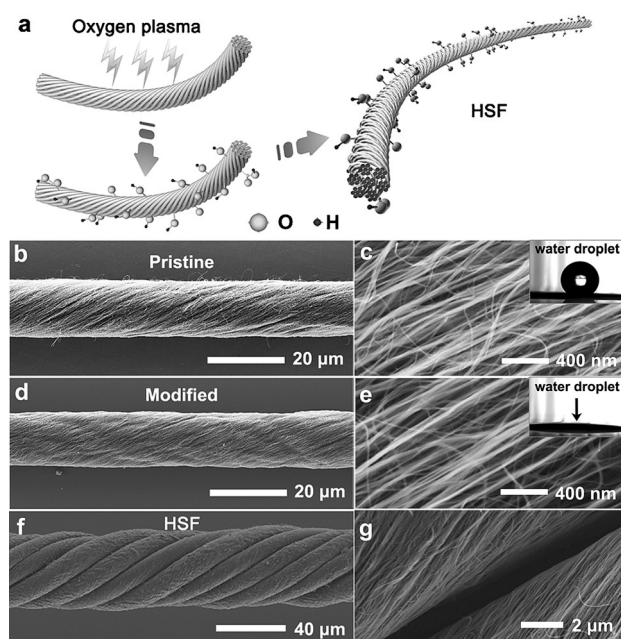 a
Oxygen plasma
HSF
O H
b
Pristine
20 µm
c
water droplet
400 nm
d
Modified
20 µm
e
water droplet
400 nm
f
HSF
40 µm
g
2 µm